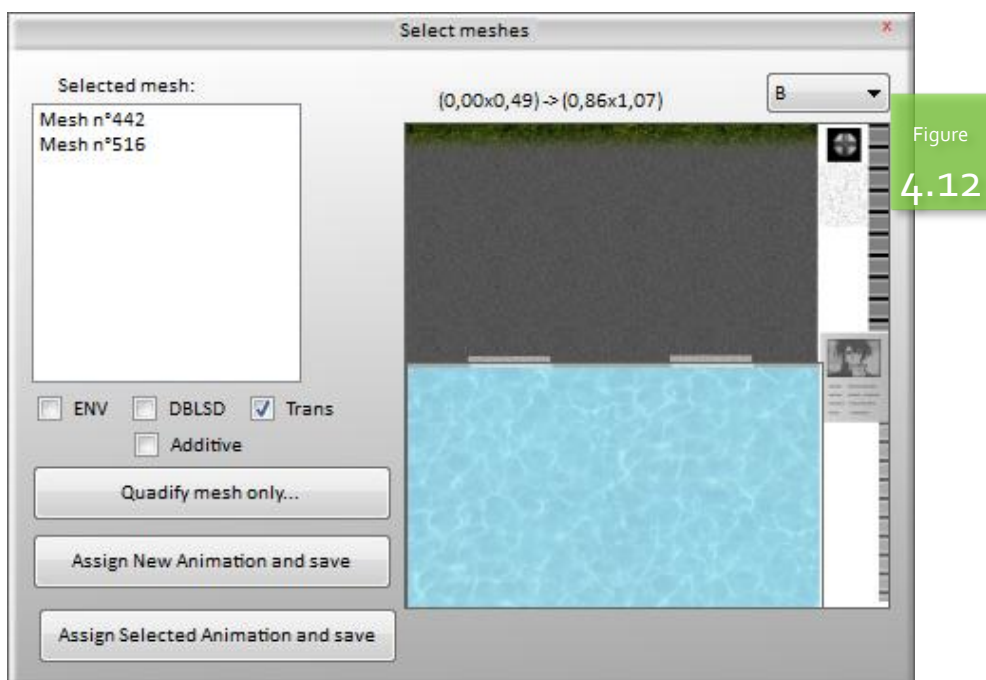 Select meshes
x
Selected mesh:
Mesh n°442
Mesh n°516
(0,00x0,49)->(0,86x1,07)
B
Figure
4.12
ENV
DBLSD
Trans
Additive
Quadify mesh only...
Assign New Animation and save
Assign Selected Animation and save